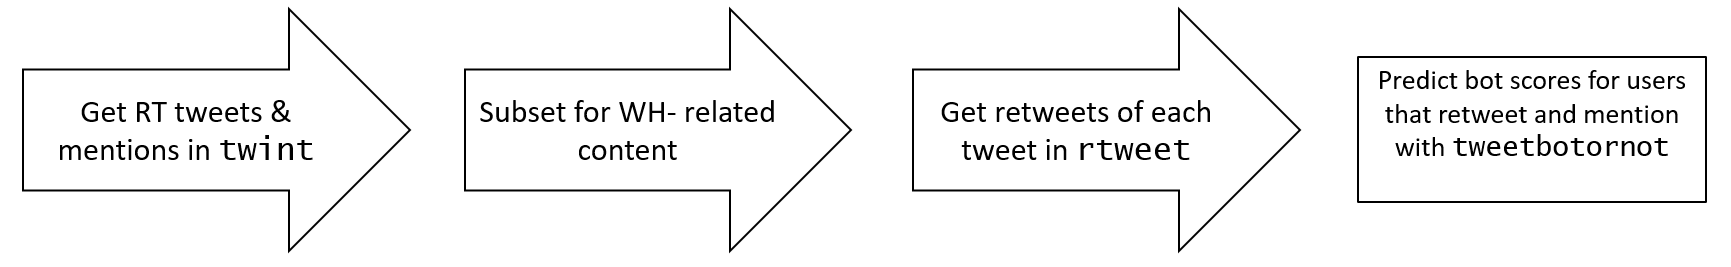 Get RT tweets &
mentions in twint
Subset for WH- related
content
Get retweets of each
tweet in rtweet
Predict bot scores for users
that retweet and mention
with tweetbotornot